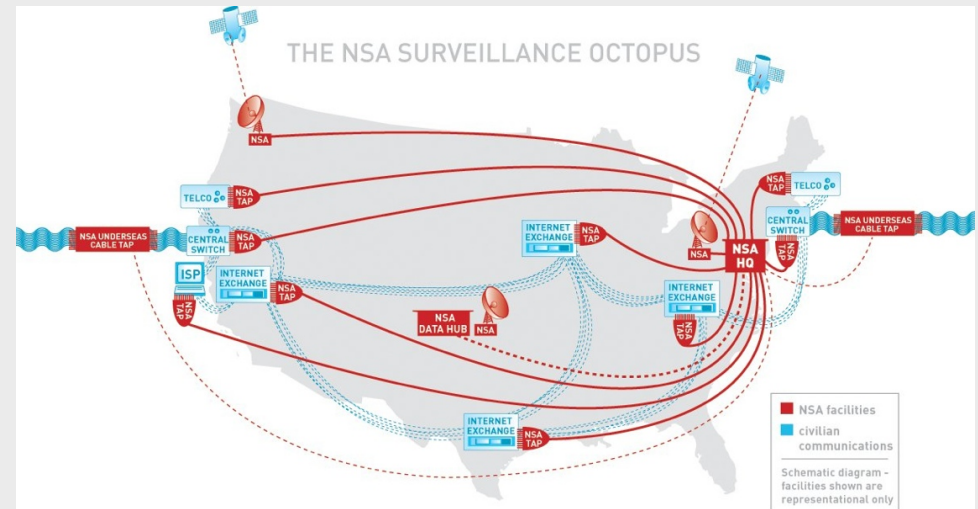 THE NSA SURVEILLANCE OCTOPUS
NSA
TELCO
NSA
TAP
NSA
TAP
TELCO
NSA UNDERSEAS
CABLE TAP
CENTRAL
SWITCH
NSA
TAP
INTERNET
EXCHANGE
NSA
TAP
NSA
NSA
HQ
CENTRAL
SWITCH
NSA
TAP
NSA UNDERSEAS
CABLE TAP
ISP
NSA
TAP
INTERNET
EXCHANGE
NSA
TAP
NSA
DATA HUB
NSA
INTERNET
EXCHANGE
NSA
TAP
INTERNET
EXCHANGE
NSA
TAP
NSA facilities
civilian
communications
Schematic diagram -
facilities shown are
representational only